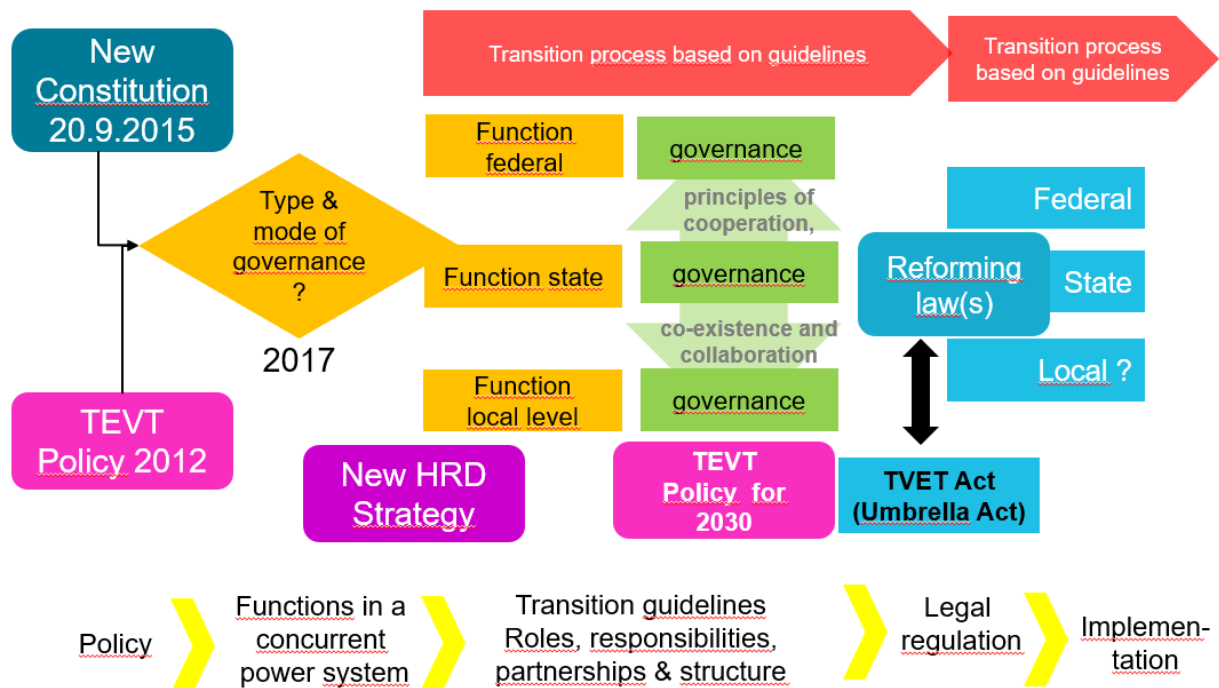 New
Constitution
20.9.2015
Transition process based on guidelines
Transition process
based on guidelines
Function
federal
governance
principles of
cooperation,
Federal
Type &
mode of
governance
?
2017
Function state
governance
Reforming
law(s)
State
co-existence and
collaboration
Local ?
Function
local level
governance
TEVT
Policy 2012
New HRD
Strategy
TEVT
Policy for
2030
TVET Act
(Umbrella Act)
Policy
Functions in a
concurrent
power system
Transition guidelines
Roles, responsibilities,
partnerships & structure
Legal
regulation
Implemen-
tation